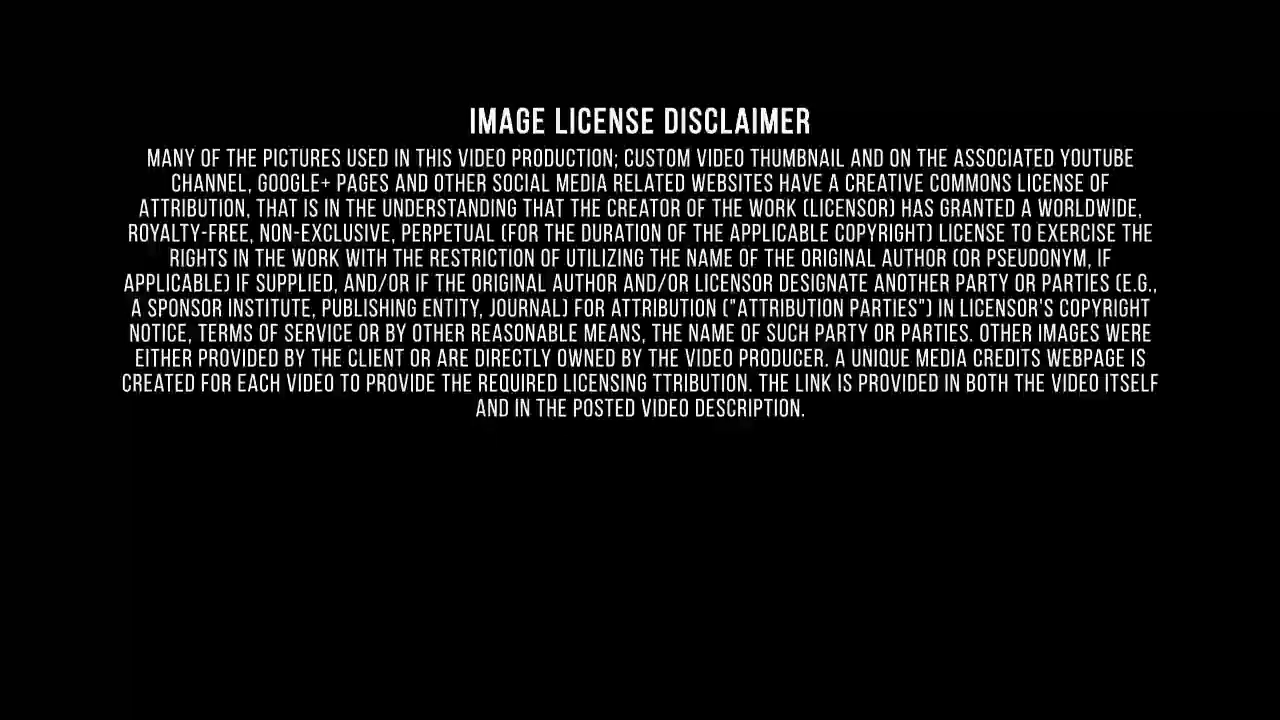 IMAGE LICENSE DISCLAIMER
MANY OF THE PICTURES USED IN THIS VIDEO PRODUCTION; CUSTOM VIDEO THUMBNAIL AND ON THE ASSOCIATED YOUTUBE
CHANNEL, GOOGLE+ PAGES AND OTHER SOCIAL MEDIA RELATED WEBSITES HAVE A CREATIVE COMMONS LICENSE OF
ATTRIBUTION, THAT IS IN THE UNDERSTANDING THAT THE CREATOR OF THE WORK (LICENSOR) HAS GRANTED A WORLDWIDE,
ROYALTY-FREE, NON-EXCLUSIVE, PERPETUAL (FOR THE DURATION OF THE APPLICABLE COPYRIGHT) LICENSE TO EXERCISE THE
RIGHTS IN THE WORK WITH THE RESTRICTION OF UTILIZING THE NAME OF THE ORIGINAL AUTHOR (OR PSEUDONYM, IF
APPLICABLE) IF SUPPLIED, AND/OR IF THE ORIGINAL AUTHOR AND/OR LICENSOR DESIGNATE ANOTHER PARTY OR PARTIES (E.G.,
A SPONSOR INSTITUTE, PUBLISHING ENTITY, JOURNAL) FOR ATTRIBUTION ("ATTRIBUTION PARTIES") IN LICENSOR'S COPYRIGHT
NOTICE, TERMS OF SERVICE OR BY OTHER REASONABLE MEANS, THE NAME OF SUCH PARTY OR PARTIES. OTHER IMAGES WERE
EITHER PROVIDED BY THE CLIENT OR ARE DIRECTLY OWNED BY THE VIDEO PRODUCER. A UNIQUE MEDIA CREDITS WEBPAGE IS
CREATED FOR EACH VIDEO TO PROVIDE THE REQUIRED LICENSING TTRIBUTION. THE LINK IS PROVIDED IN BOTH THE VIDEO ITSELF
AND IN THE POSTED VIDEO DESCRIPTION.